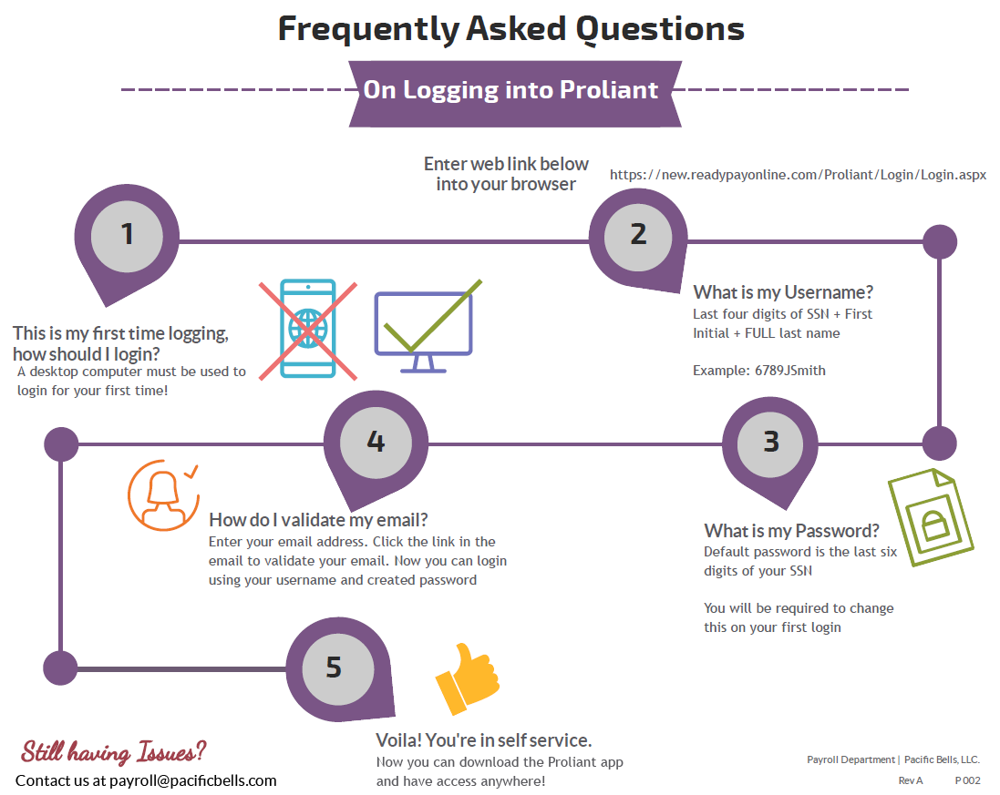 Frequently Asked Questions
On Logging into Proliant
Enter web link below
into your browser
https://new.readypayonline.com/Proliant/Login/Login.aspx
1
This is my first time logging,
how should I login?
A desktop computer must be used to
login for your first time!
2
What is my Username?
Last four digits of SSN + First
Initial + FULL last name
Example: 6789JSmith
3
What is my Password?
Default password is the last six
digits of your SSN
You will be required to change
this on your first login
4
How do I validate my email?
Enter your email address. Click the link in the
email to validate your email. Now you can login
using your username and created password
5
Voila! You're in self service.
Now you can download the Proliant app
and have access anywhere!
Still having Issues?
Contact us at payroll@pacificbells.com
Payroll Department | Pacific Bells, LLC.
Rev A P 002